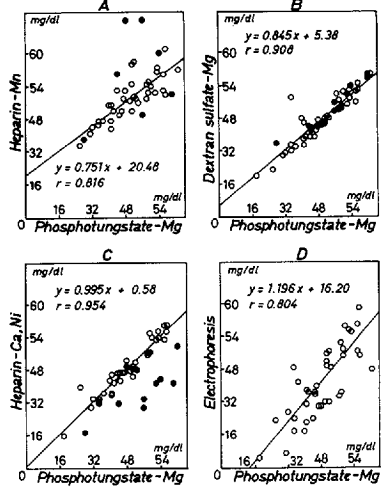 A
mg/dl
60
54
48
32
16
Heparin-Mn
y = 0.751x + 20.48
r = 0.816
mg/dl
0
16 32 48 54
Phosphotungstate-Mg
B
mg/dl
y = 0.845x + 5.38
r = 0.908
60
54
48
32
16
Dextran sulfate-Mg
mg/dl
0
16 32 48 54
Phosphotungstate-Mg
C
mg/dl
y = 0.995x + 0.58
r = 0.954
60
54
48
32
16
Heparin-Ca,Ni
mg/dl
0
16 32 48 54
Phosphotungstate-Mg
D
mg/dl
y = 1.196x + 16.20
r = 0.804
60
54
48
32
16
Electrophoresis
mg/dl
0
16 32 48 54
Phosphotungstate-Mg